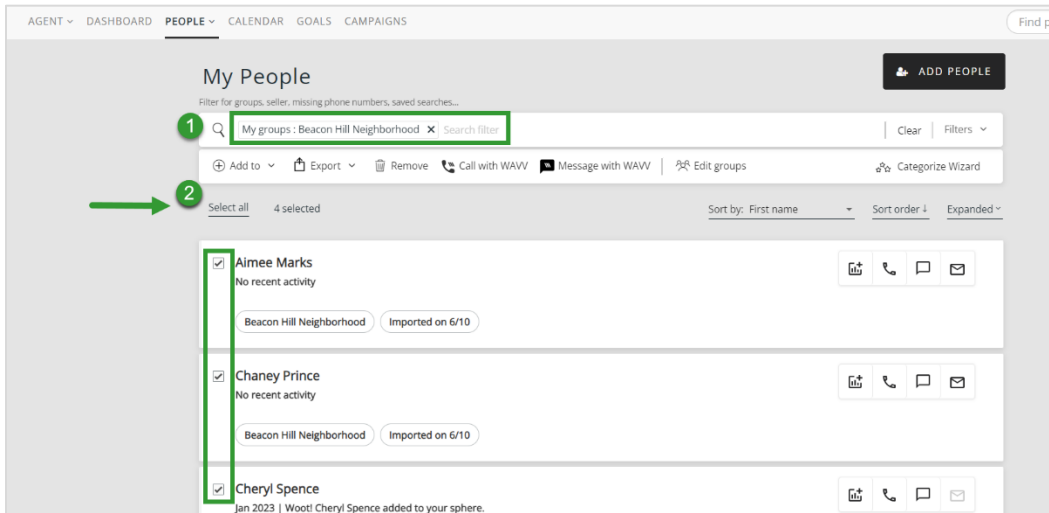 AGENT DASHBOARD PEOPLE CALENDAR GOALS CAMPAIGNS Find p
My People
ADD PEOPLE
Filter for groups, seller, missing phone numbers, saved searches...
1 My groups : Beacon Hill Neighborhood X Search filter Clear Filters
Add to Export Remove Call with WAVV Message with WAVV Edit groups Categorize Wizard
2
Select all 4 selected Sort by: First name Sort order ↓ Expanded
Aimee Marks
No recent activity
Beacon Hill Neighborhood Imported on 6/10
Chaney Prince
No recent activity
Beacon Hill Neighborhood Imported on 6/10
Cheryl Spence
Jan 2023 | Woot! Cheryl Spence added to your sphere.